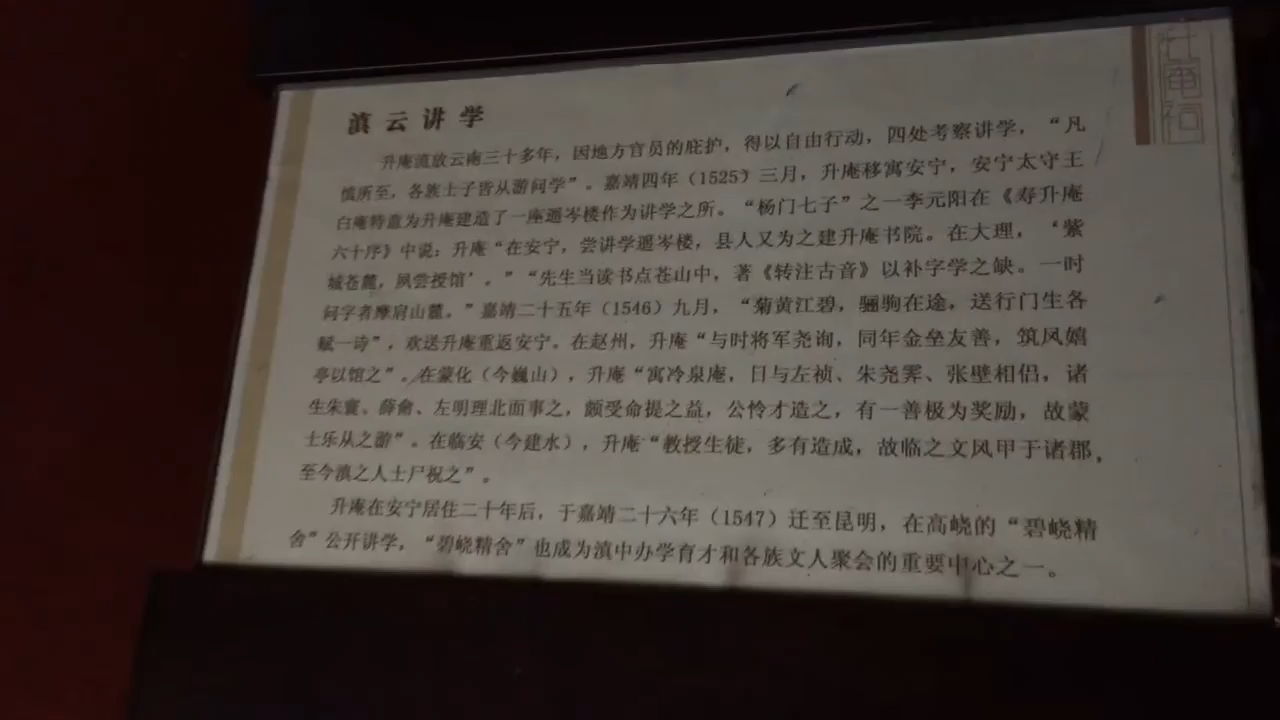 滇云讲学
升庵流放云南三十多年，因地方官员的庇护，得以自由行动，四处考察讲学，“凡
慎所至，各族士子皆从游问学”。嘉靖四年（1525）三月，升庵移寓安宁，安宁太守王
白庵特意为升庵建造了一座遥岑楼作为讲学之所。“杨门七子”之一李元阳在《寿升庵
六十序》中说：升庵“在安宁，尝讲学遥岑楼，县人又为之建升庵书院。在大理，‘紫
城苍麓，夙尝授馆’。”“先生当读书点苍山中，著《转注古音》以补字学之缺。一时
问字者摩肩山麓。”嘉靖二十五年（1546）九月，“菊黄江碧，骊驹在途，送行门生各
赋一诗”，欢送升庵重返安宁。在赵州，升庵“与时将军尧询，同年金垒友善，筑风嬉
亭以馆之”。在蒙化（今巍山），升庵“寓冷泉庵，日与左祯、朱尧霁、张壁相侣，诸
生朱寰、薛俞、左明理北面事之，颇受命提之益，公怜才造之，有一善极为奖励，故蒙
士乐从之游”。在临安（今建水），升庵“教授生徒，多有造成，故临之文风甲于诸郡，
至今滇之人士尸祝之”。
升庵在安宁居住二十年后，于嘉靖二十六年（1547）迁至昆明，在高峣的“碧峣精
舍”公开讲学，“碧峣精舍”也成为滇中办学育才和各族文人聚会的重要中心之一。
庵祠